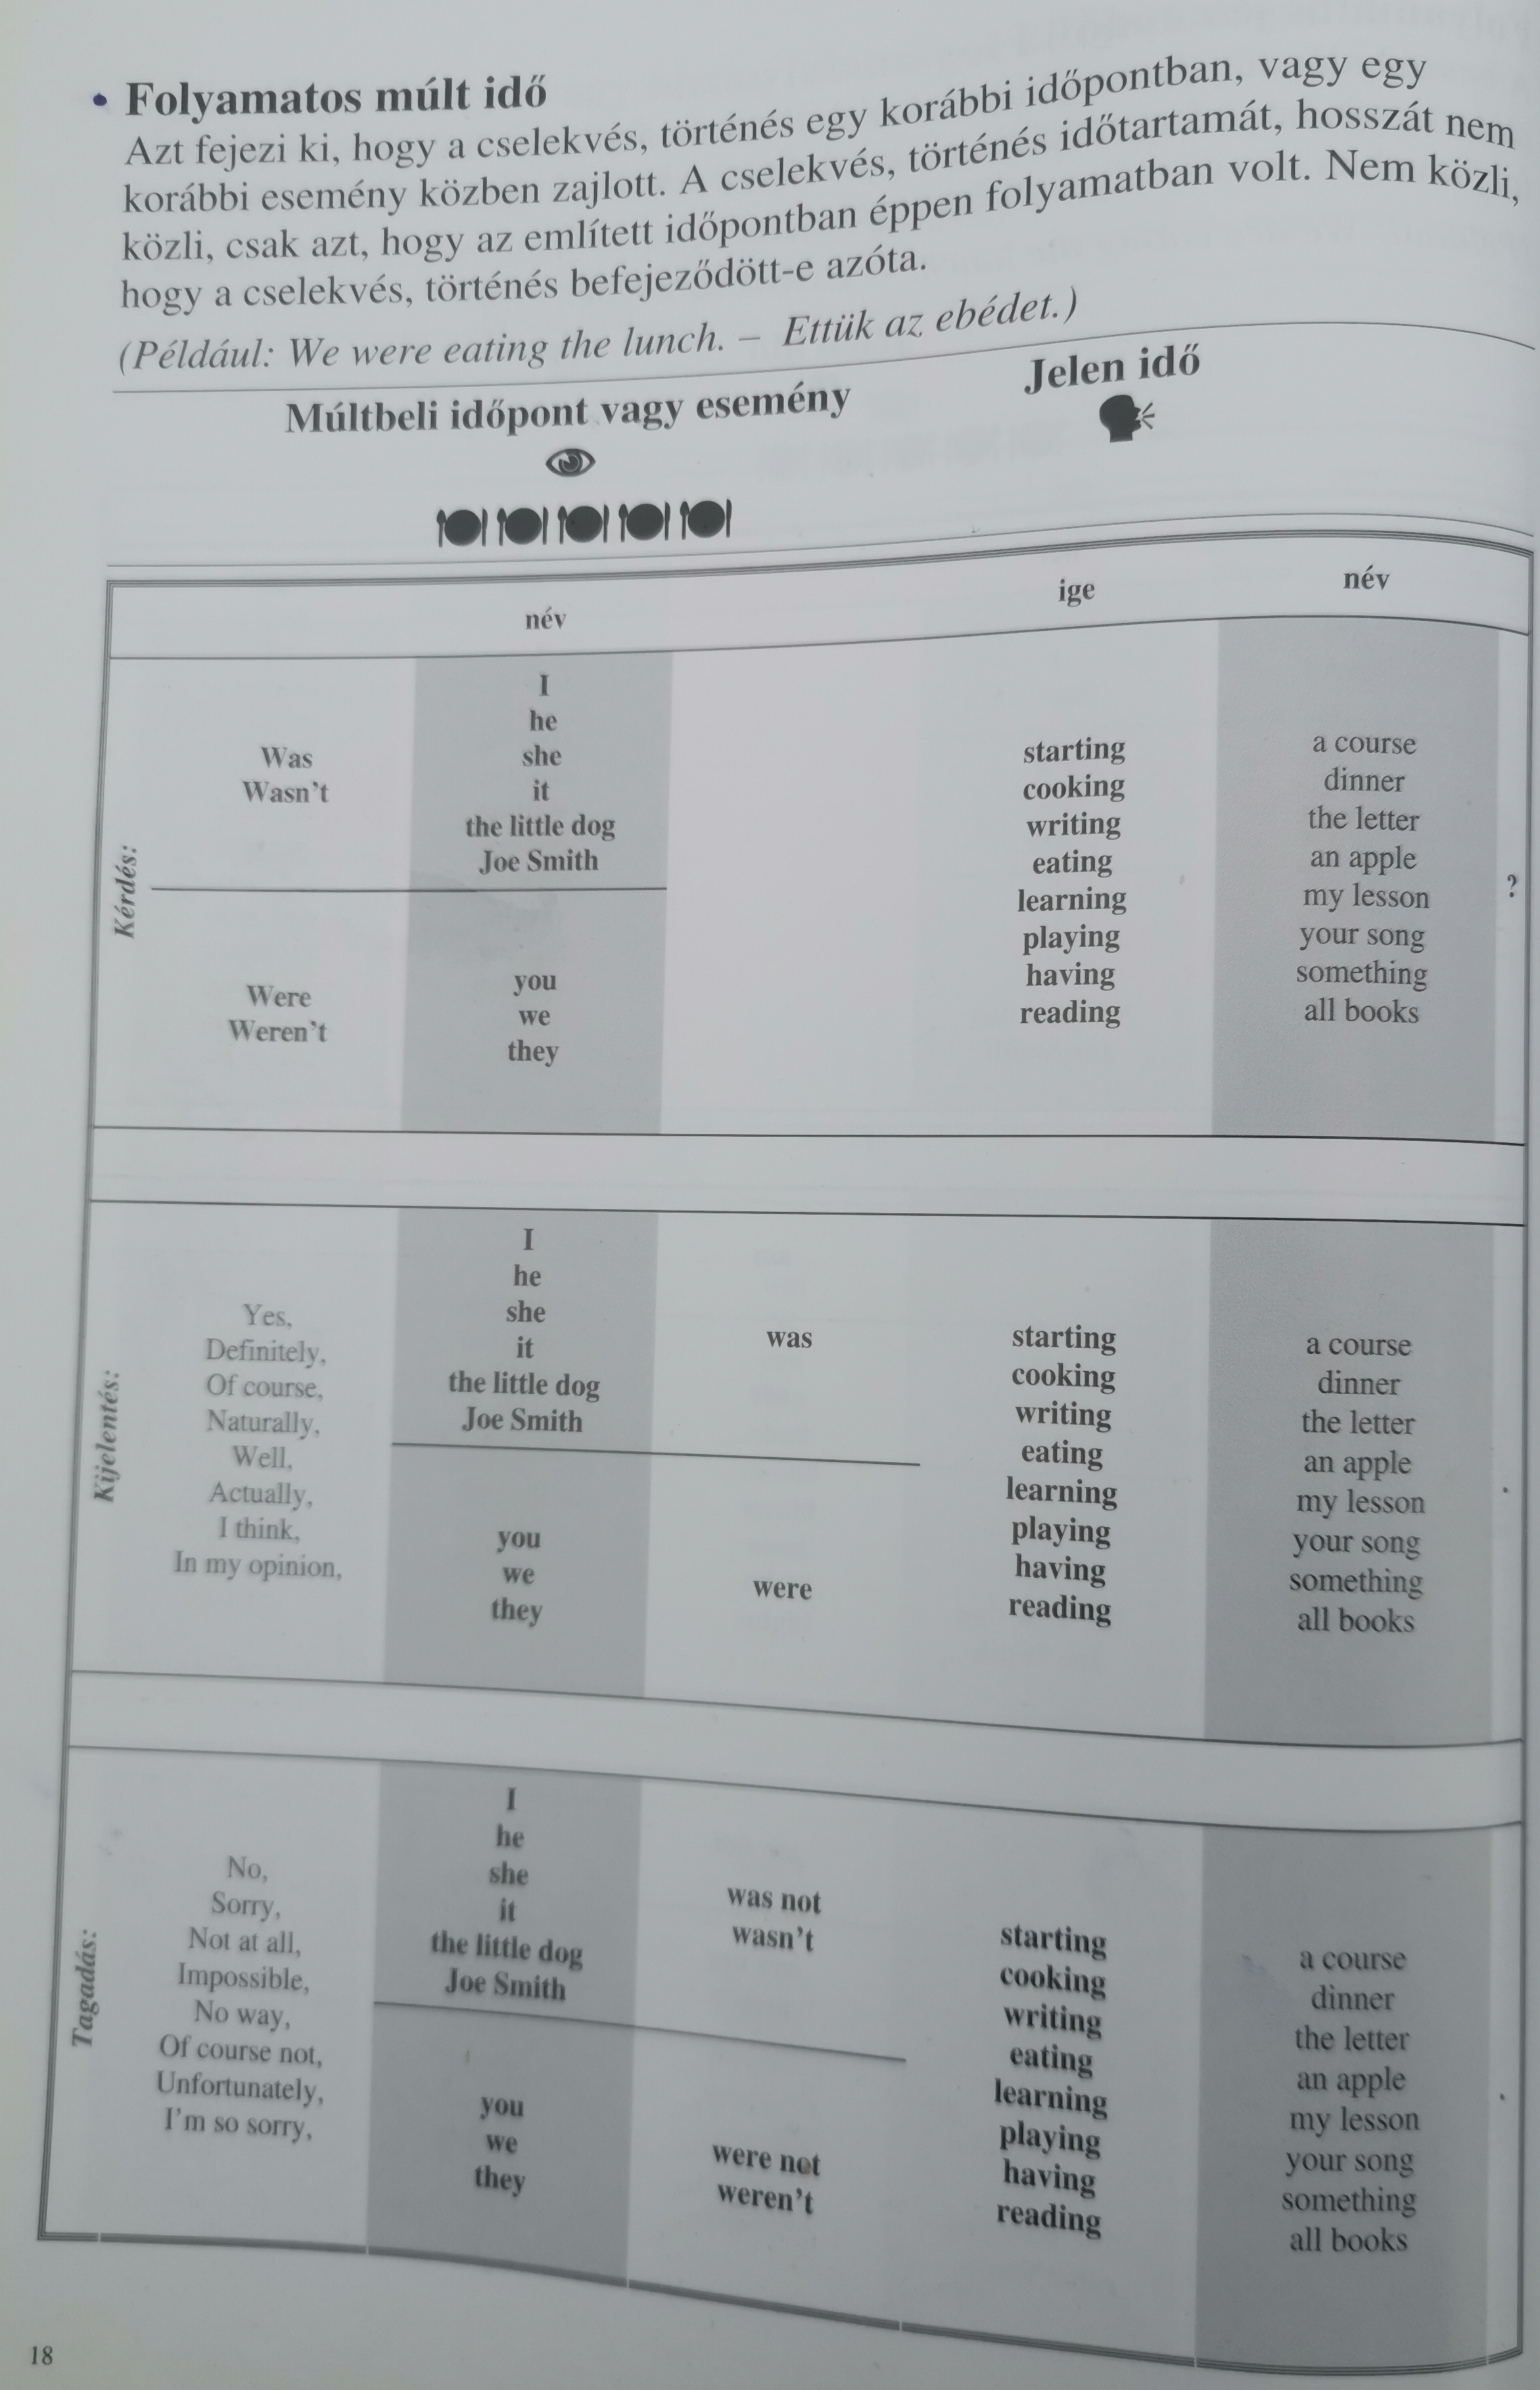 • Folyamatos múlt idő
Azt fejezi ki, hogy a cselekvés, történés egy korábbi időpontban, vagy egy
korábbi esemény közben zajlott. A cselekvés, történés időtartamát, hosszát nem
közli, csak azt, hogy az említett időpontban éppen folyamatban volt. Nem közli,
hogy a cselekvés, történés befejeződött-e azóta.
(Például: We were eating the lunch. – Ettük az ebédet.)
Múltbeli időpont vagy esemény
Jelen idő
név
ige
név
Kérdés:
Was
Wasn't
I
he
she
it
the little dog
Joe Smith
Were
Weren't
you
we
they
starting
cooking
writing
eating
learning
playing
having
reading
a course
dinner
the letter
an apple
my lesson
your song
something
all books
?
Kijelentés:
Yes,
Definitely,
Of course,
Naturally,
Well,
Actually,
I think,
In my opinion,
I
he
she
it
the little dog
Joe Smith
was
you
we
they
were
starting
cooking
writing
eating
learning
playing
having
reading
a course
dinner
the letter
an apple
my lesson
your song
something
all books
.
Tagadás:
No,
Sorry,
Not at all,
Impossible,
No way,
Of course not,
Unfortunately,
I'm so sorry,
I
he
she
it
the little dog
Joe Smith
was not
wasn't
you
we
they
were not
weren't
starting
cooking
writing
eating
learning
playing
having
reading
a course
dinner
the letter
an apple
my lesson
your song
something
all books
.
18